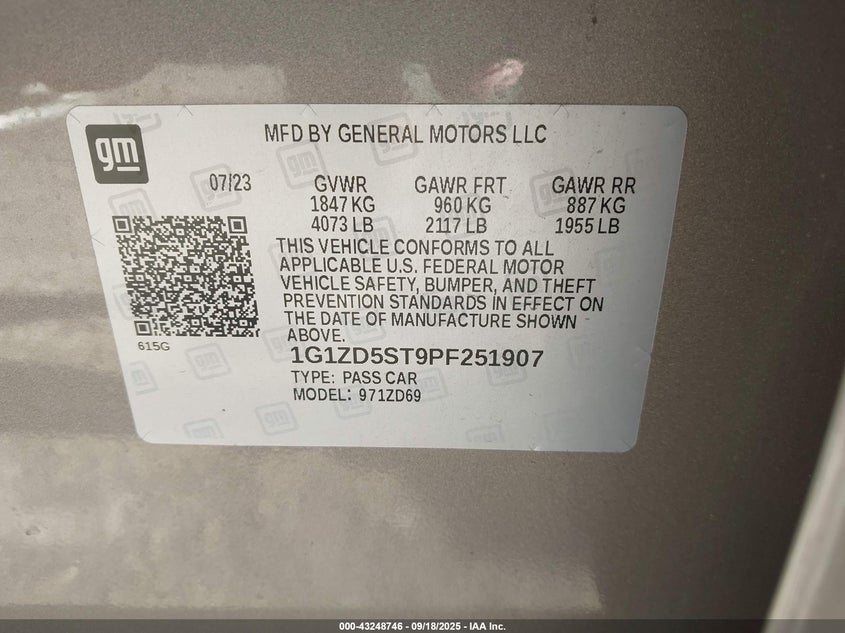 gm
MFD BY GENERAL MOTORS LLC
07/23 GVWR GAWR FRT GAWR RR
1847 KG 960 KG 887 KG
4073 LB 2117 LB 1955 LB
THIS VEHICLE CONFORMS TO ALL
APPLICABLE U.S. FEDERAL MOTOR
VEHICLE SAFETY, BUMPER, AND THEFT
PREVENTION STANDARDS IN EFFECT ON
THE DATE OF MANUFACTURE SHOWN
ABOVE.
615G
1G1ZD5ST9PF251907
TYPE: PASS CAR
MODEL: 971ZD69
000-43248746 - 09/18/2025 - IAA Inc.